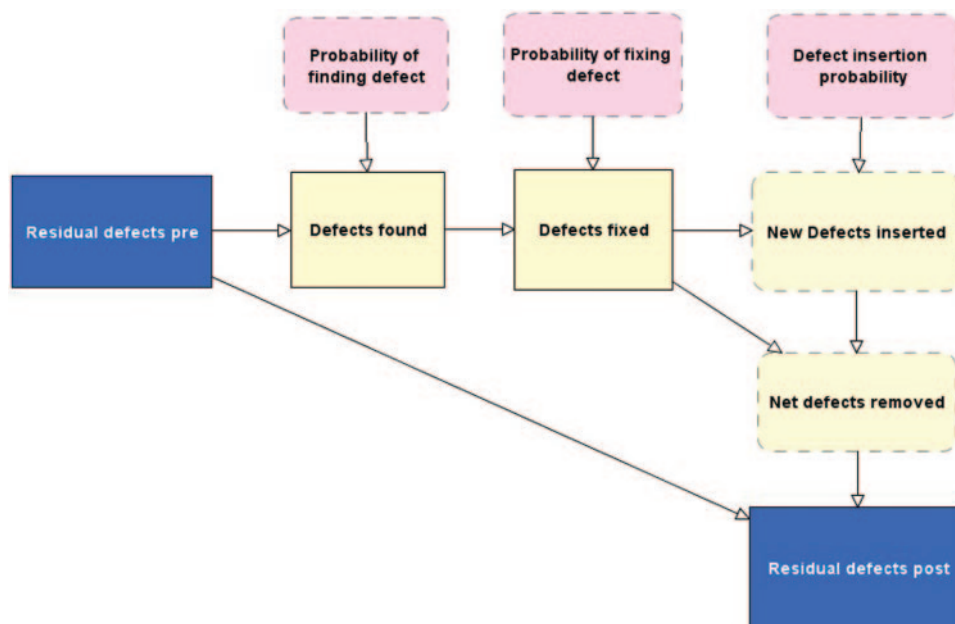 Probability of
finding defect
Probability of fixing
defect
Defect insertion
probability
Residual defects pre
Defects found
Defects fixed
New Defects inserted
Net defects removed
Residual defects post